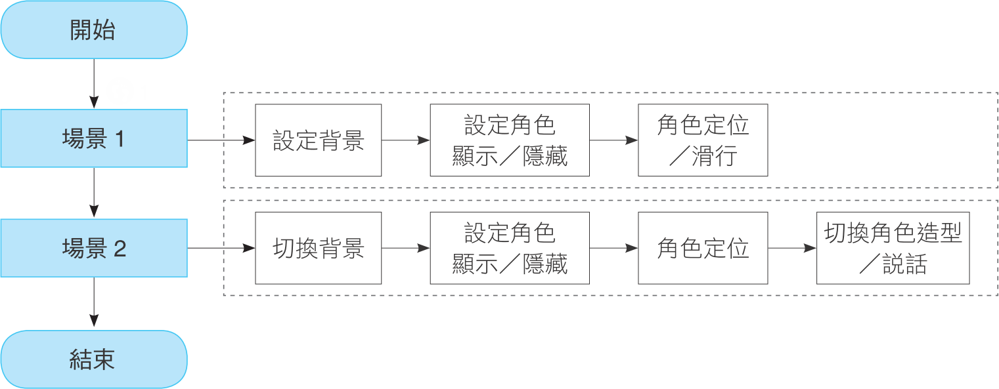 開始
場景 1
設定背景
設定角色
顯示／隱藏
角色定位
／滑行
場景 2
切換背景
設定角色
顯示／隱藏
角色定位
切換角色造型
／説話
結束